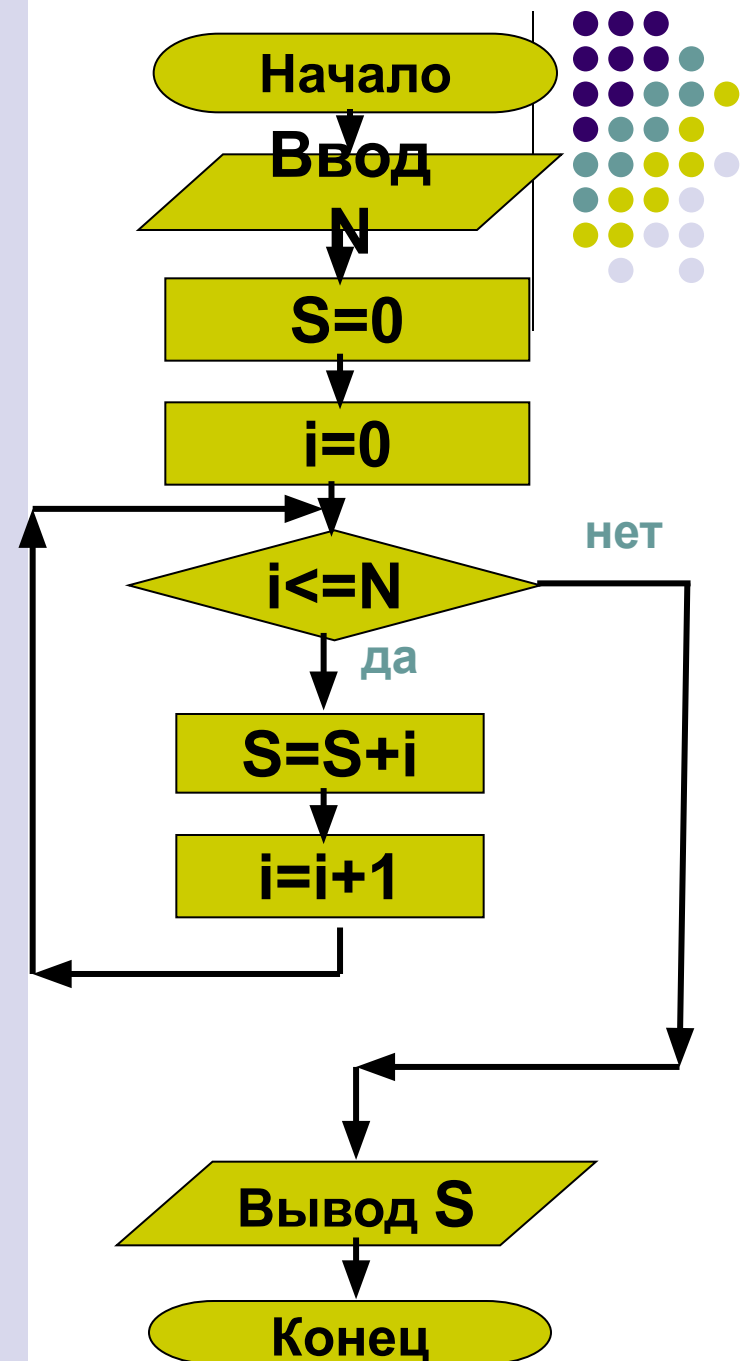 Начало
Ввод
N
S=0
i=0
нет
i<=N
да
S=S+i
i=i+1
Вывод S
Конец